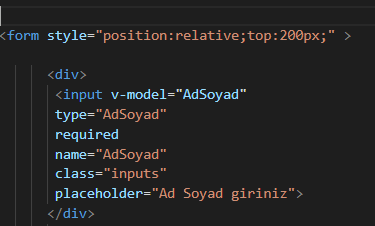 <form style="position:relative;top:200px;" >
<div>
<input v-model="AdSoyad"
type="AdSoyad"
required
name="AdSoyad"
class="inputs"
placeholder="Ad Soyad giriniz">
</div>